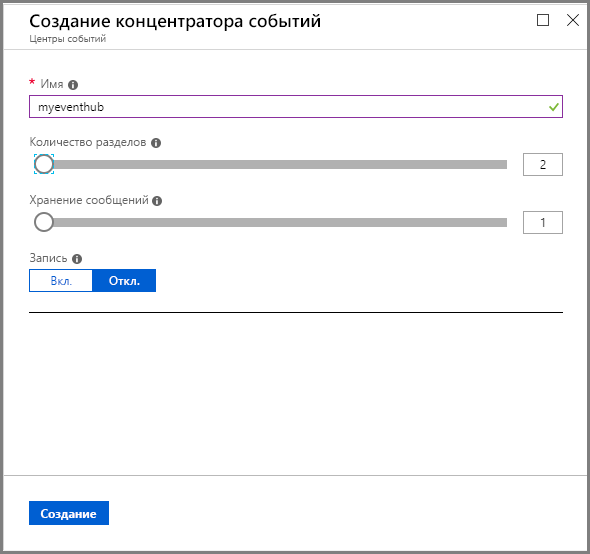 Создание концентратора событий
Центры событий
* Имя
myeventhub
Количество разделов
2
Хранение сообщений
1
Запись
Вкл. Откл.
Создание